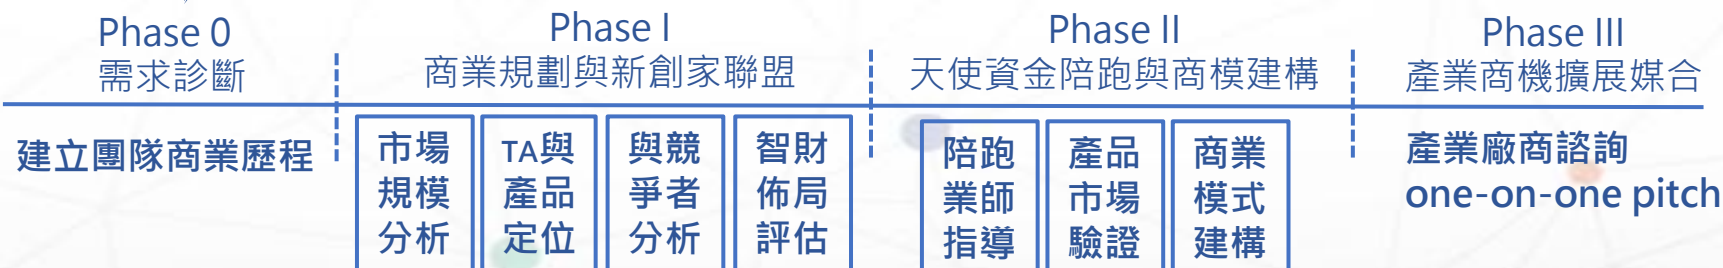 Phase 0
需求診斷
建立團隊商業歷程
Phase I
商業規劃與新創家聯盟
市場
規模
分析
TA與
產品
定位
與競
爭者
分析
智財
佈局
評估
Phase II
天使資金陪跑與商模建構
陪跑
業師
指導
產品
市場
驗證
商業
模式
建構
Phase III
產業商機擴展媒合
產業廠商諮詢
one-on-one pitch